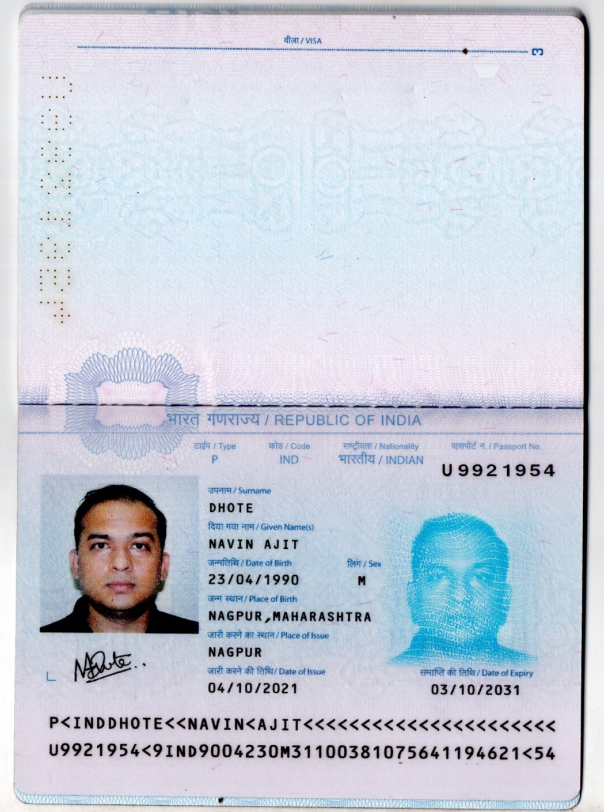 वीज़ा / VISA
3
भारत गणराज्य / REPUBLIC OF INDIA
टाईप / Type कोड / Code राष्ट्रीयता / Nationality पासपोर्ट न. / Passport No.
P IND भारतीय / INDIAN U9921954
उपनाम / Surname
DHOTE
दिया गया नाम / Given Name(s)
NAVIN AJIT
जन्मतिथि / Date of Birth लिंग / Sex
23/04/1990 M
जन्म स्थान / Place of Birth
NAGPUR,MAHARASHTRA
जारी करने का स्थान / Place of Issue
NAGPUR
जारी करने की तिथि / Date of Issue समाप्ति की तिथि / Date of Expiry
04/10/2021 03/10/2031
P<INDDHOTE<<NAVIN<AJIT<<<<<<<<<<<<<<<<<<<<<<
U9921954<9IND9004230M31100381075641194621<54